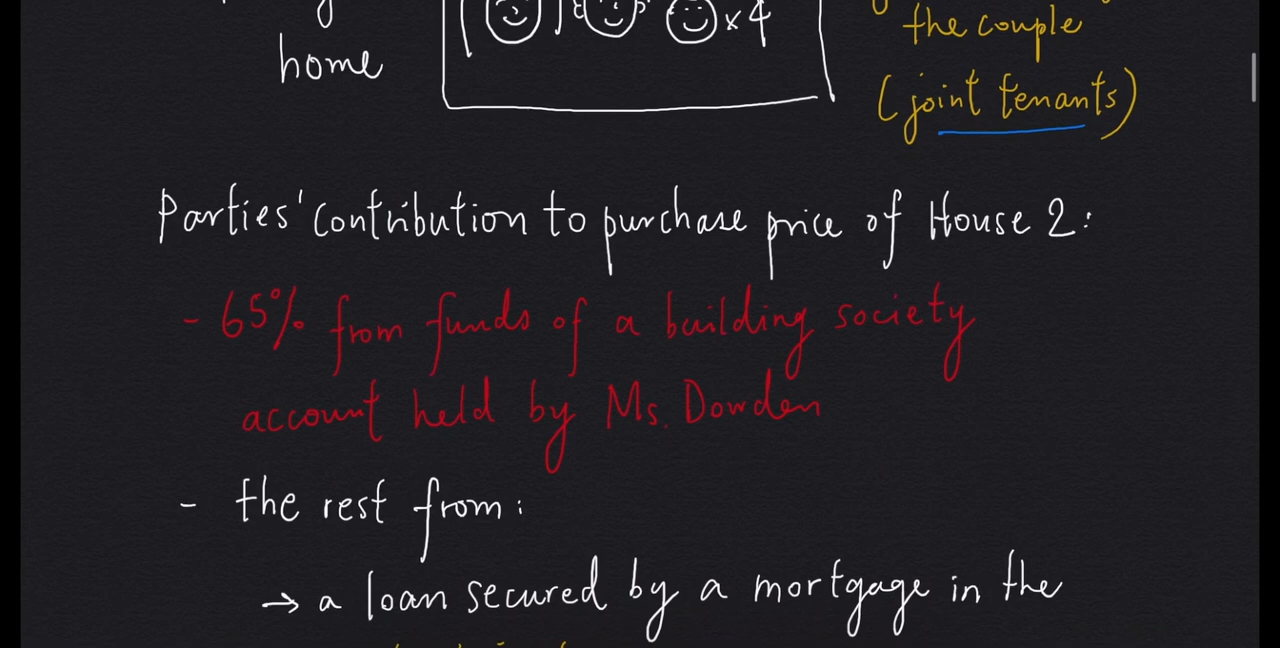 home
x 4
the couple
(joint tenants)
Parties' contribution to purchase price of House 2:
- 65% from funds of a building society
account held by Ms. Dowden
- the rest from:
→ a loan secured by a mortgage in the